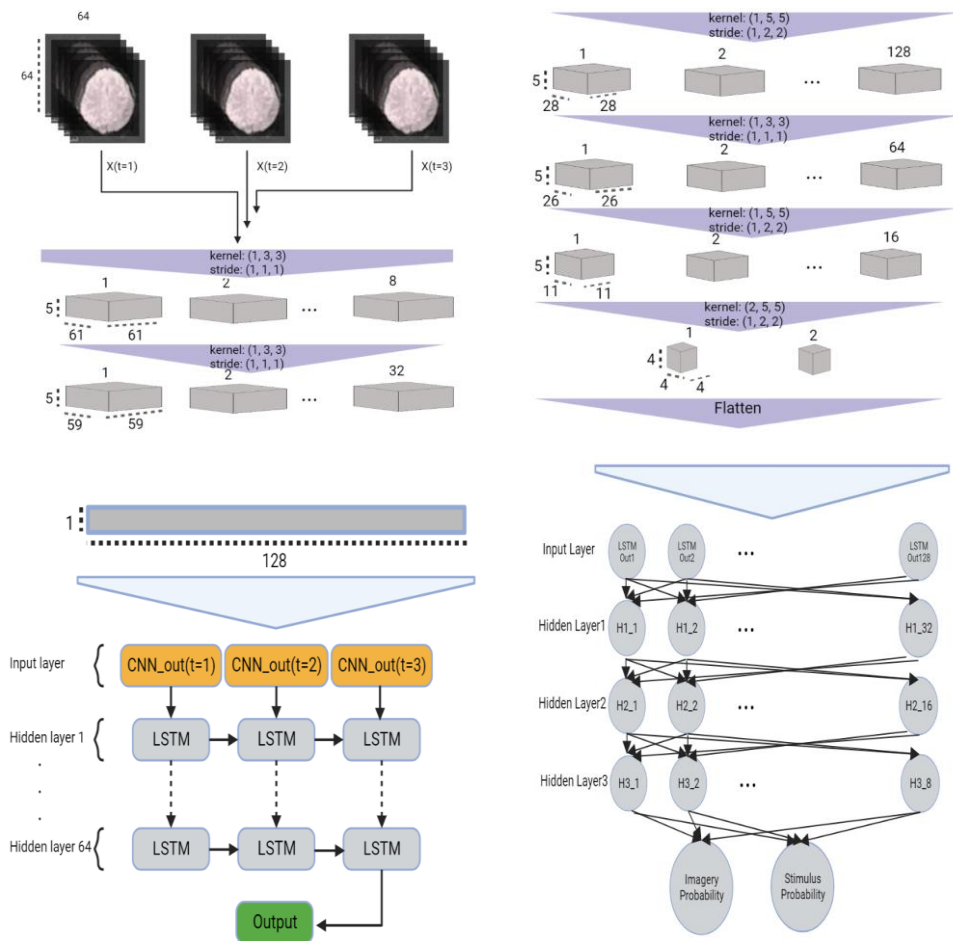 64
64
X(t=1)
X(t=2)
X(t=3)
kernel: (1, 3, 3)
stride: (1, 1, 1)
1 2 8
5
...
61 61
kernel: (1, 3, 3)
stride: (1, 1, 1)
1 2 32
5
...
59 59
kernel: (1, 5, 5)
stride: (1, 2, 2)
1 2 128
5
...
28 28
kernel: (1, 3, 3)
stride: (1, 1, 1)
1 2 64
5
...
26 26
kernel: (1, 5, 5)
stride: (1, 2, 2)
1 2 16
5
...
11 11
kernel: (2, 5, 5)
stride: (1, 2, 2)
1 2
4
4 4
Flatten
1
128
Input layer
CNN_out(t=1) CNN_out(t=2) CNN_out(t=3)
Hidden layer 1
LSTM LSTM LSTM
.
.
.
Hidden layer 64
LSTM LSTM LSTM
Output
Input Layer
LSTM
Out1
LSTM
Out2
...
LSTM
Out128
Hidden Layer1
H1_1 H1_2 ... H1_32
Hidden Layer2
H2_1 H2_2 ... H2_16
Hidden Layer3
H3_1 H3_2 ... H3_8
Imagery
Probability
Stimulus
Probability